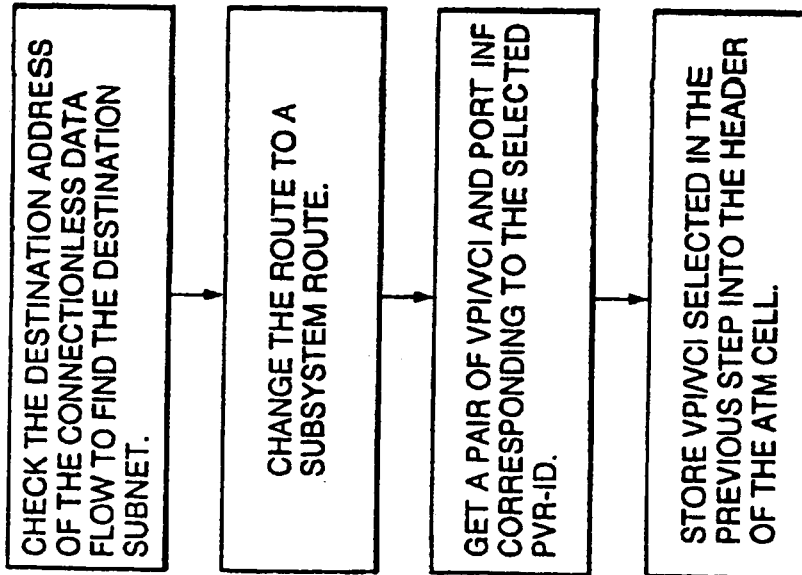 CHECK THE DESTINATION ADDRESS
OF THE CONNECTIONLESS DATA
FLOW TO FIND THE DESTINATION
SUBNET.
CHANGE THE ROUTE TO A
SUBSYSTEM ROUTE.
GET A PAIR OF VPI/VCI AND PORT INF
CORRESPONDING TO THE SELECTED
PVR-ID.
STORE VPI/VCI SELECTED IN THE
PREVIOUS STEP INTO THE HEADER
OF THE ATM CELL.